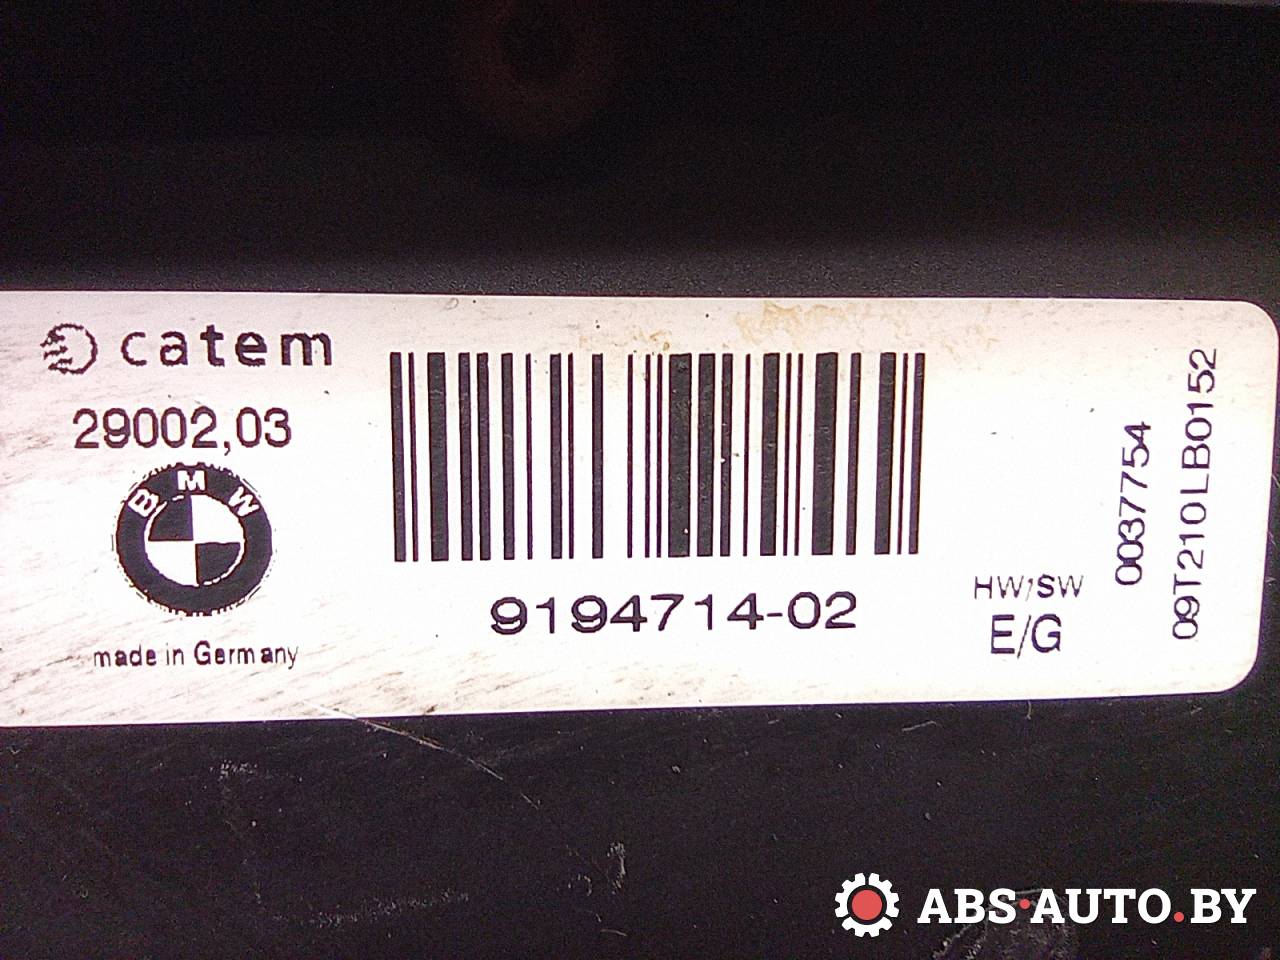 catem
29002,03
BMW
made in Germany
9194714-02
HW/SW
E/G
0037754
09T210LB0152
ABS·AUTO.BY